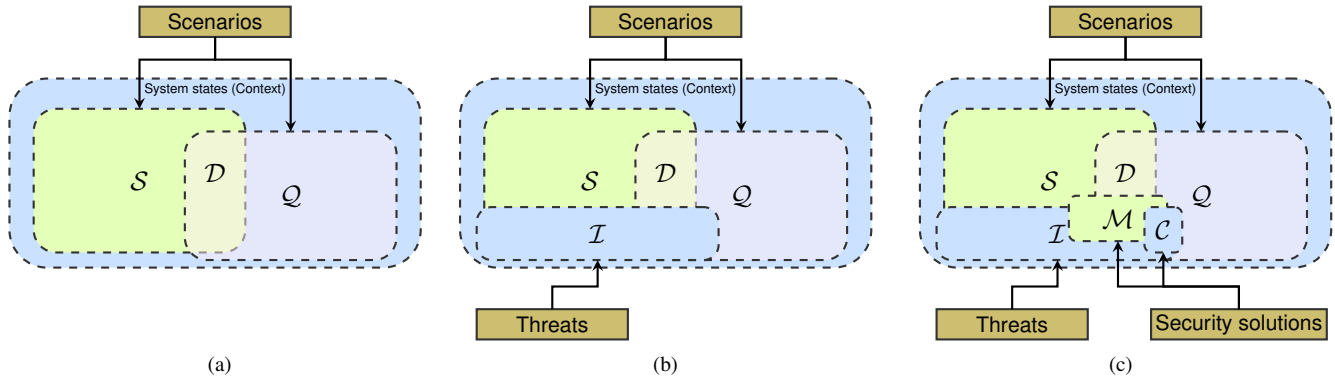 Scenarios
System states (Context)
𝒮
𝒟
𝒬
(a)
Scenarios
System states (Context)
𝒮
𝒟
𝒬
ℐ
Threats
(b)
Scenarios
System states (Context)
𝒮
𝒟
𝒬
ℐ
ℳ
𝒞
Threats
Security solutions
(c)